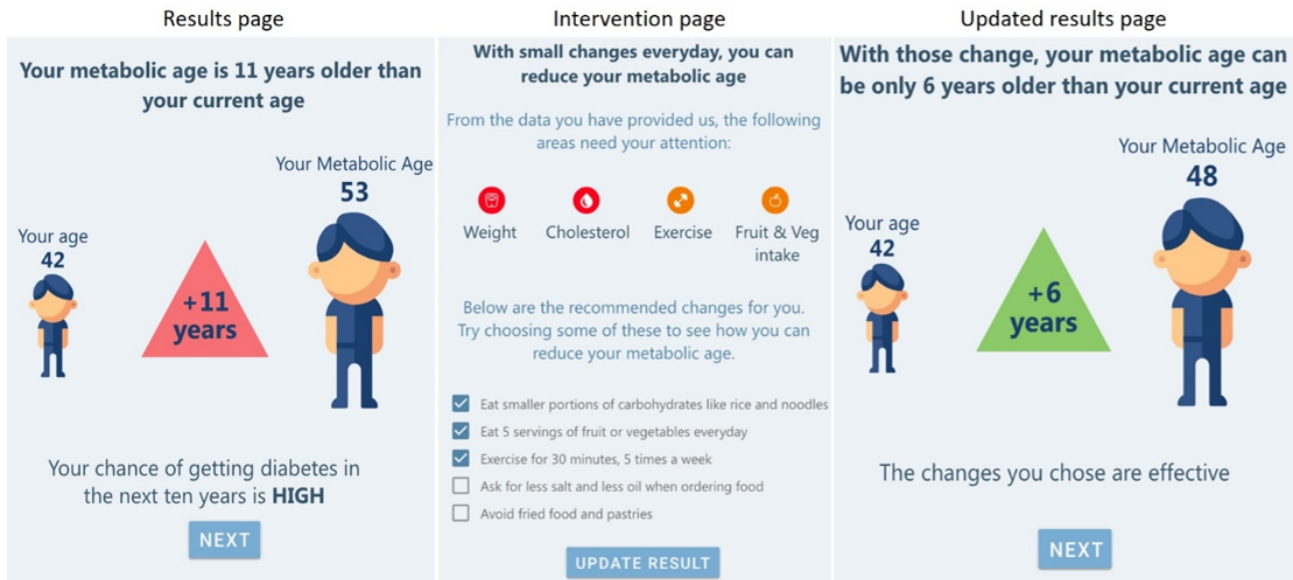 Results page
Your metabolic age is 11 years older than
your current age
Your Metabolic Age
53
Your age
42
+11
years
Your chance of getting diabetes in
the next ten years is HIGH
NEXT
Intervention page
With small changes everyday, you can
reduce your metabolic age
From the data you have provided us, the following
areas need your attention:
Weight
Cholesterol
Exercise
Fruit & Veg
intake
Below are the recommended changes for you.
Try choosing some of these to see how you can
reduce your metabolic age.
Eat smaller portions of carbohydrates like rice and noodles
Eat 5 servings of fruit or vegetables everyday
Exercise for 30 minutes, 5 times a week
Ask for less salt and less oil when ordering food
Avoid fried food and pastries
UPDATE RESULT
Updated results page
With those change, your metabolic age can
be only 6 years older than your current age
Your Metabolic Age
48
Your age
42
+6
years
The changes you chose are effective
NEXT